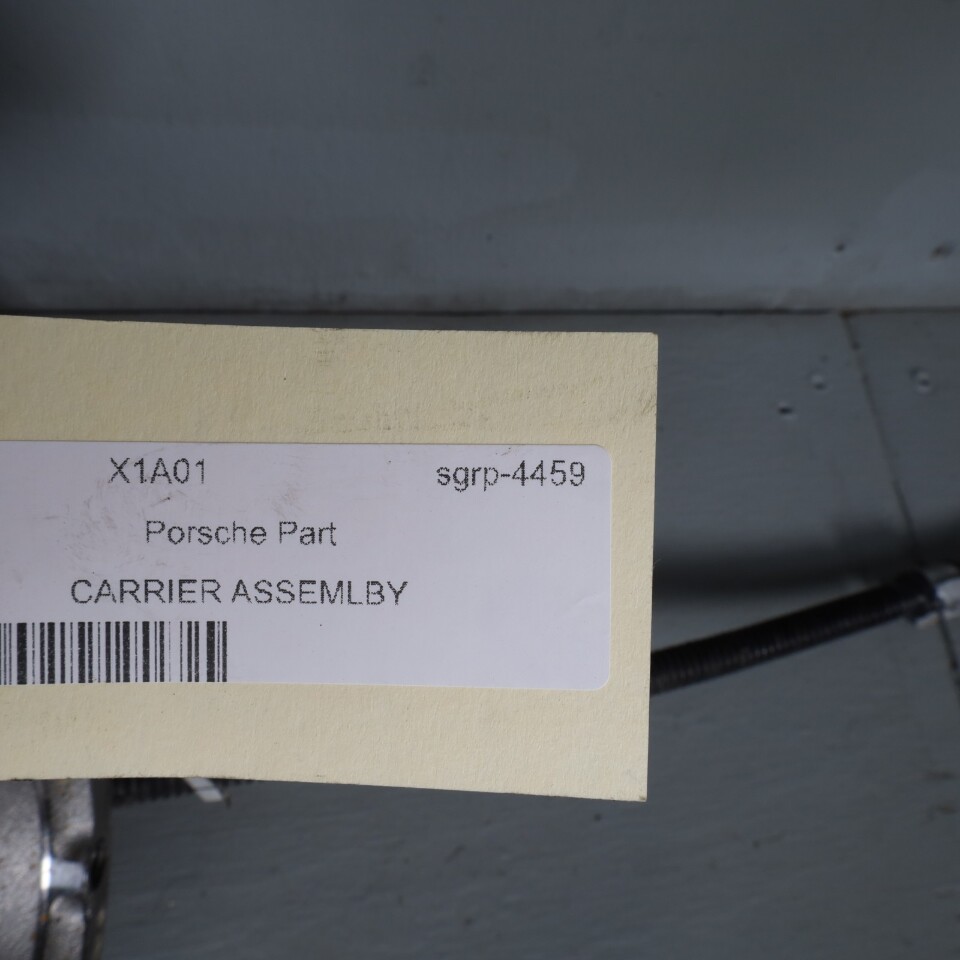 X1A01 sgrp-4459
Porsche Part
CARRIER ASSEMLBY